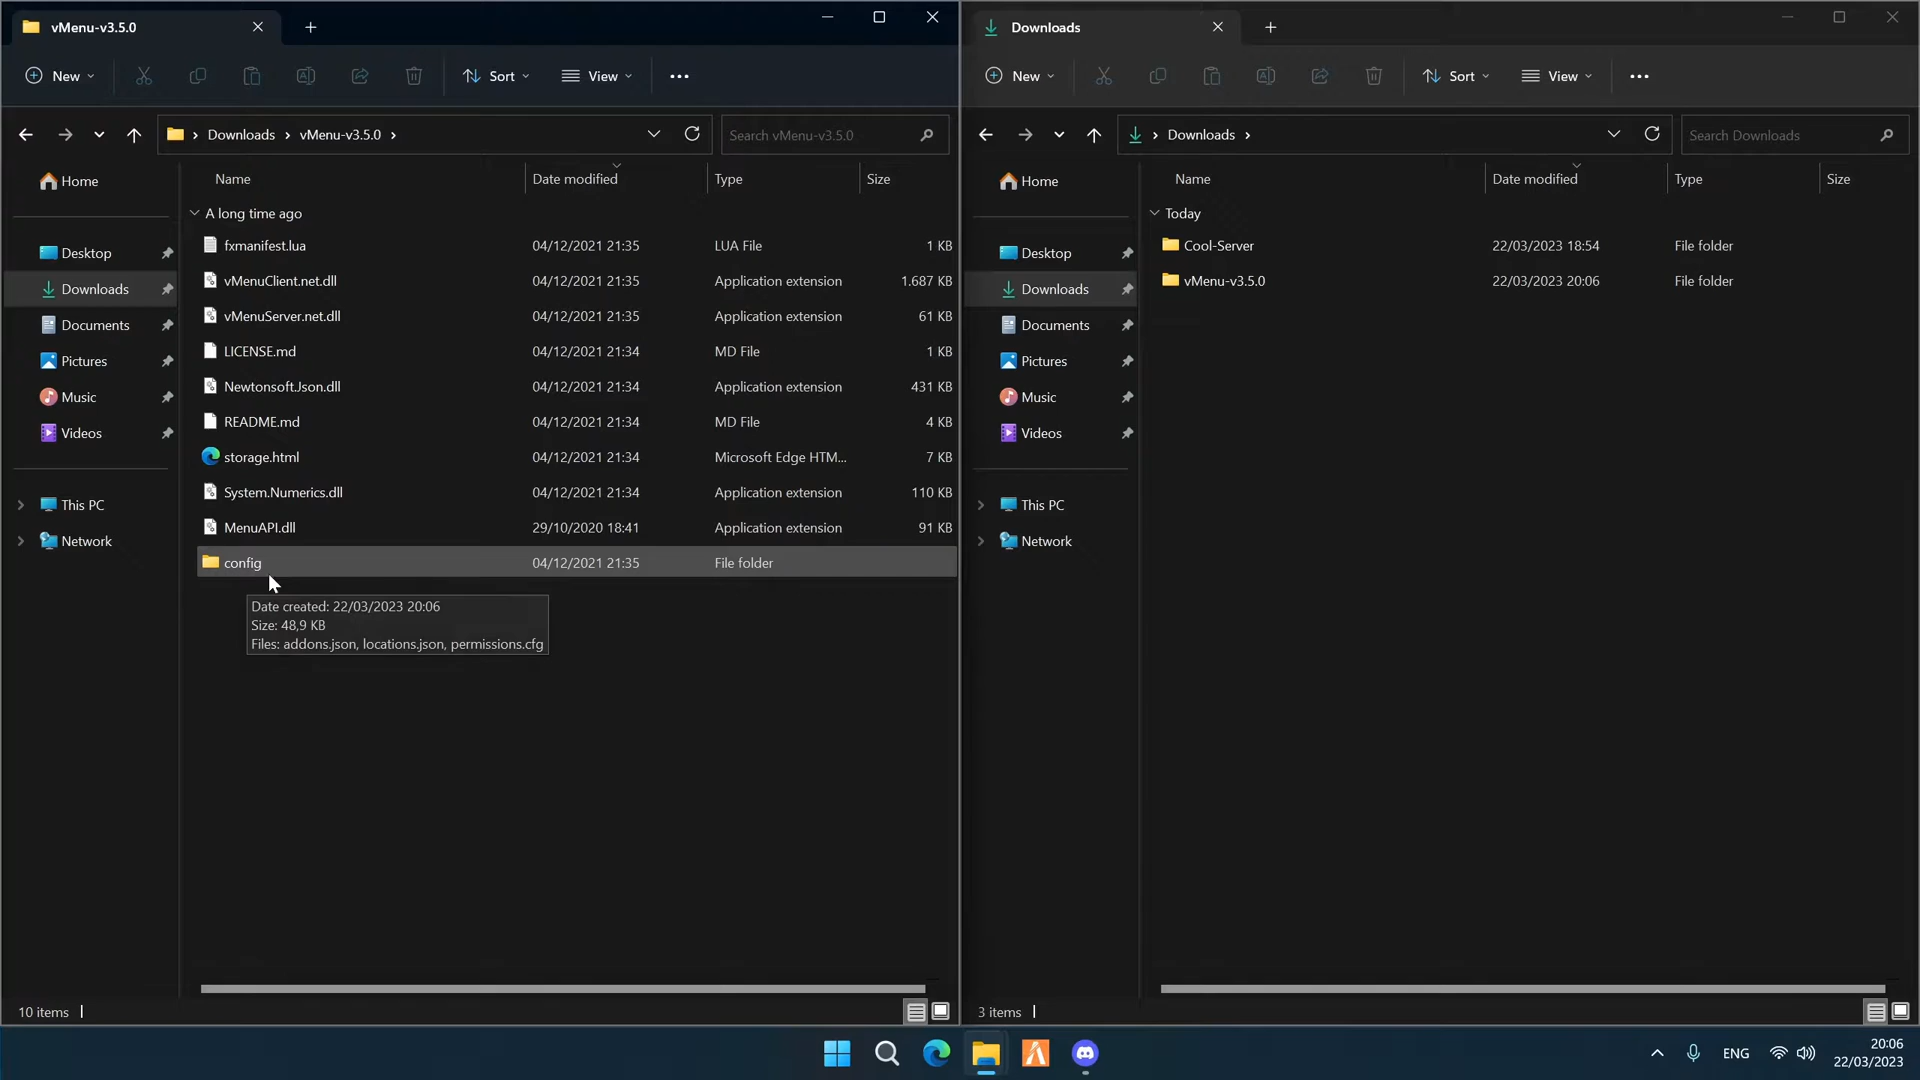 vMenu-v3.5.0
New
Sort
View
Downloads
vMenu-v3.5.0
Search vMenu-v3.5.0
Home
Desktop
Downloads
Documents
Pictures
Music
Videos
This PC
Network
Name Date modified Type Size
A long time ago
fxmanifest.lua 04/12/2021 21:35 LUA File 1 KB
vMenuClient.net.dll 04/12/2021 21:35 Application extension 1.687 KB
vMenuServer.net.dll 04/12/2021 21:35 Application extension 61 KB
LICENSE.md 04/12/2021 21:34 MD File 1 KB
Newtonsoft.Json.dll 04/12/2021 21:34 Application extension 431 KB
README.md 04/12/2021 21:34 MD File 4 KB
storage.html 04/12/2021 21:34 Microsoft Edge HTM... 7 KB
System.Numerics.dll 04/12/2021 21:34 Application extension 110 KB
MenuAPI.dll 29/10/2020 18:41 Application extension 91 KB
config 04/12/2021 21:35 File folder
Date created: 22/03/2023 20:06
Size: 48,9 KB
Files: addons.json, locations.json, permissions.cfg
10 items
Downloads
New
Sort
View
Downloads
Search Downloads
Home
Desktop
Downloads
Documents
Pictures
Music
Videos
This PC
Network
Name Date modified Type Size
Today
Cool-Server 22/03/2023 18:54 File folder
vMenu-v3.5.0 22/03/2023 20:06 File folder
3 items
ENG
20:06
22/03/2023